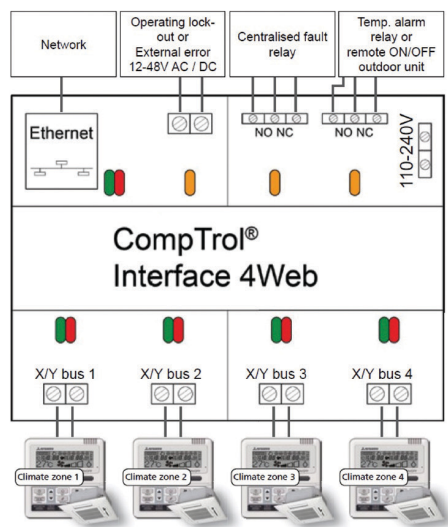 Network
Operating lock-
out or
External error
12-48V AC / DC
Centralised fault
relay
Temp. alarm
relay or
remote ON/OFF
outdoor unit
Ethernet
NO NC
NO NC
110-240V
CompTrol®
Interface 4Web
X/Y bus 1
X/Y bus 2
X/Y bus 3
X/Y bus 4
Climate zone 1
Climate zone 2
Climate zone 3
Climate zone 4